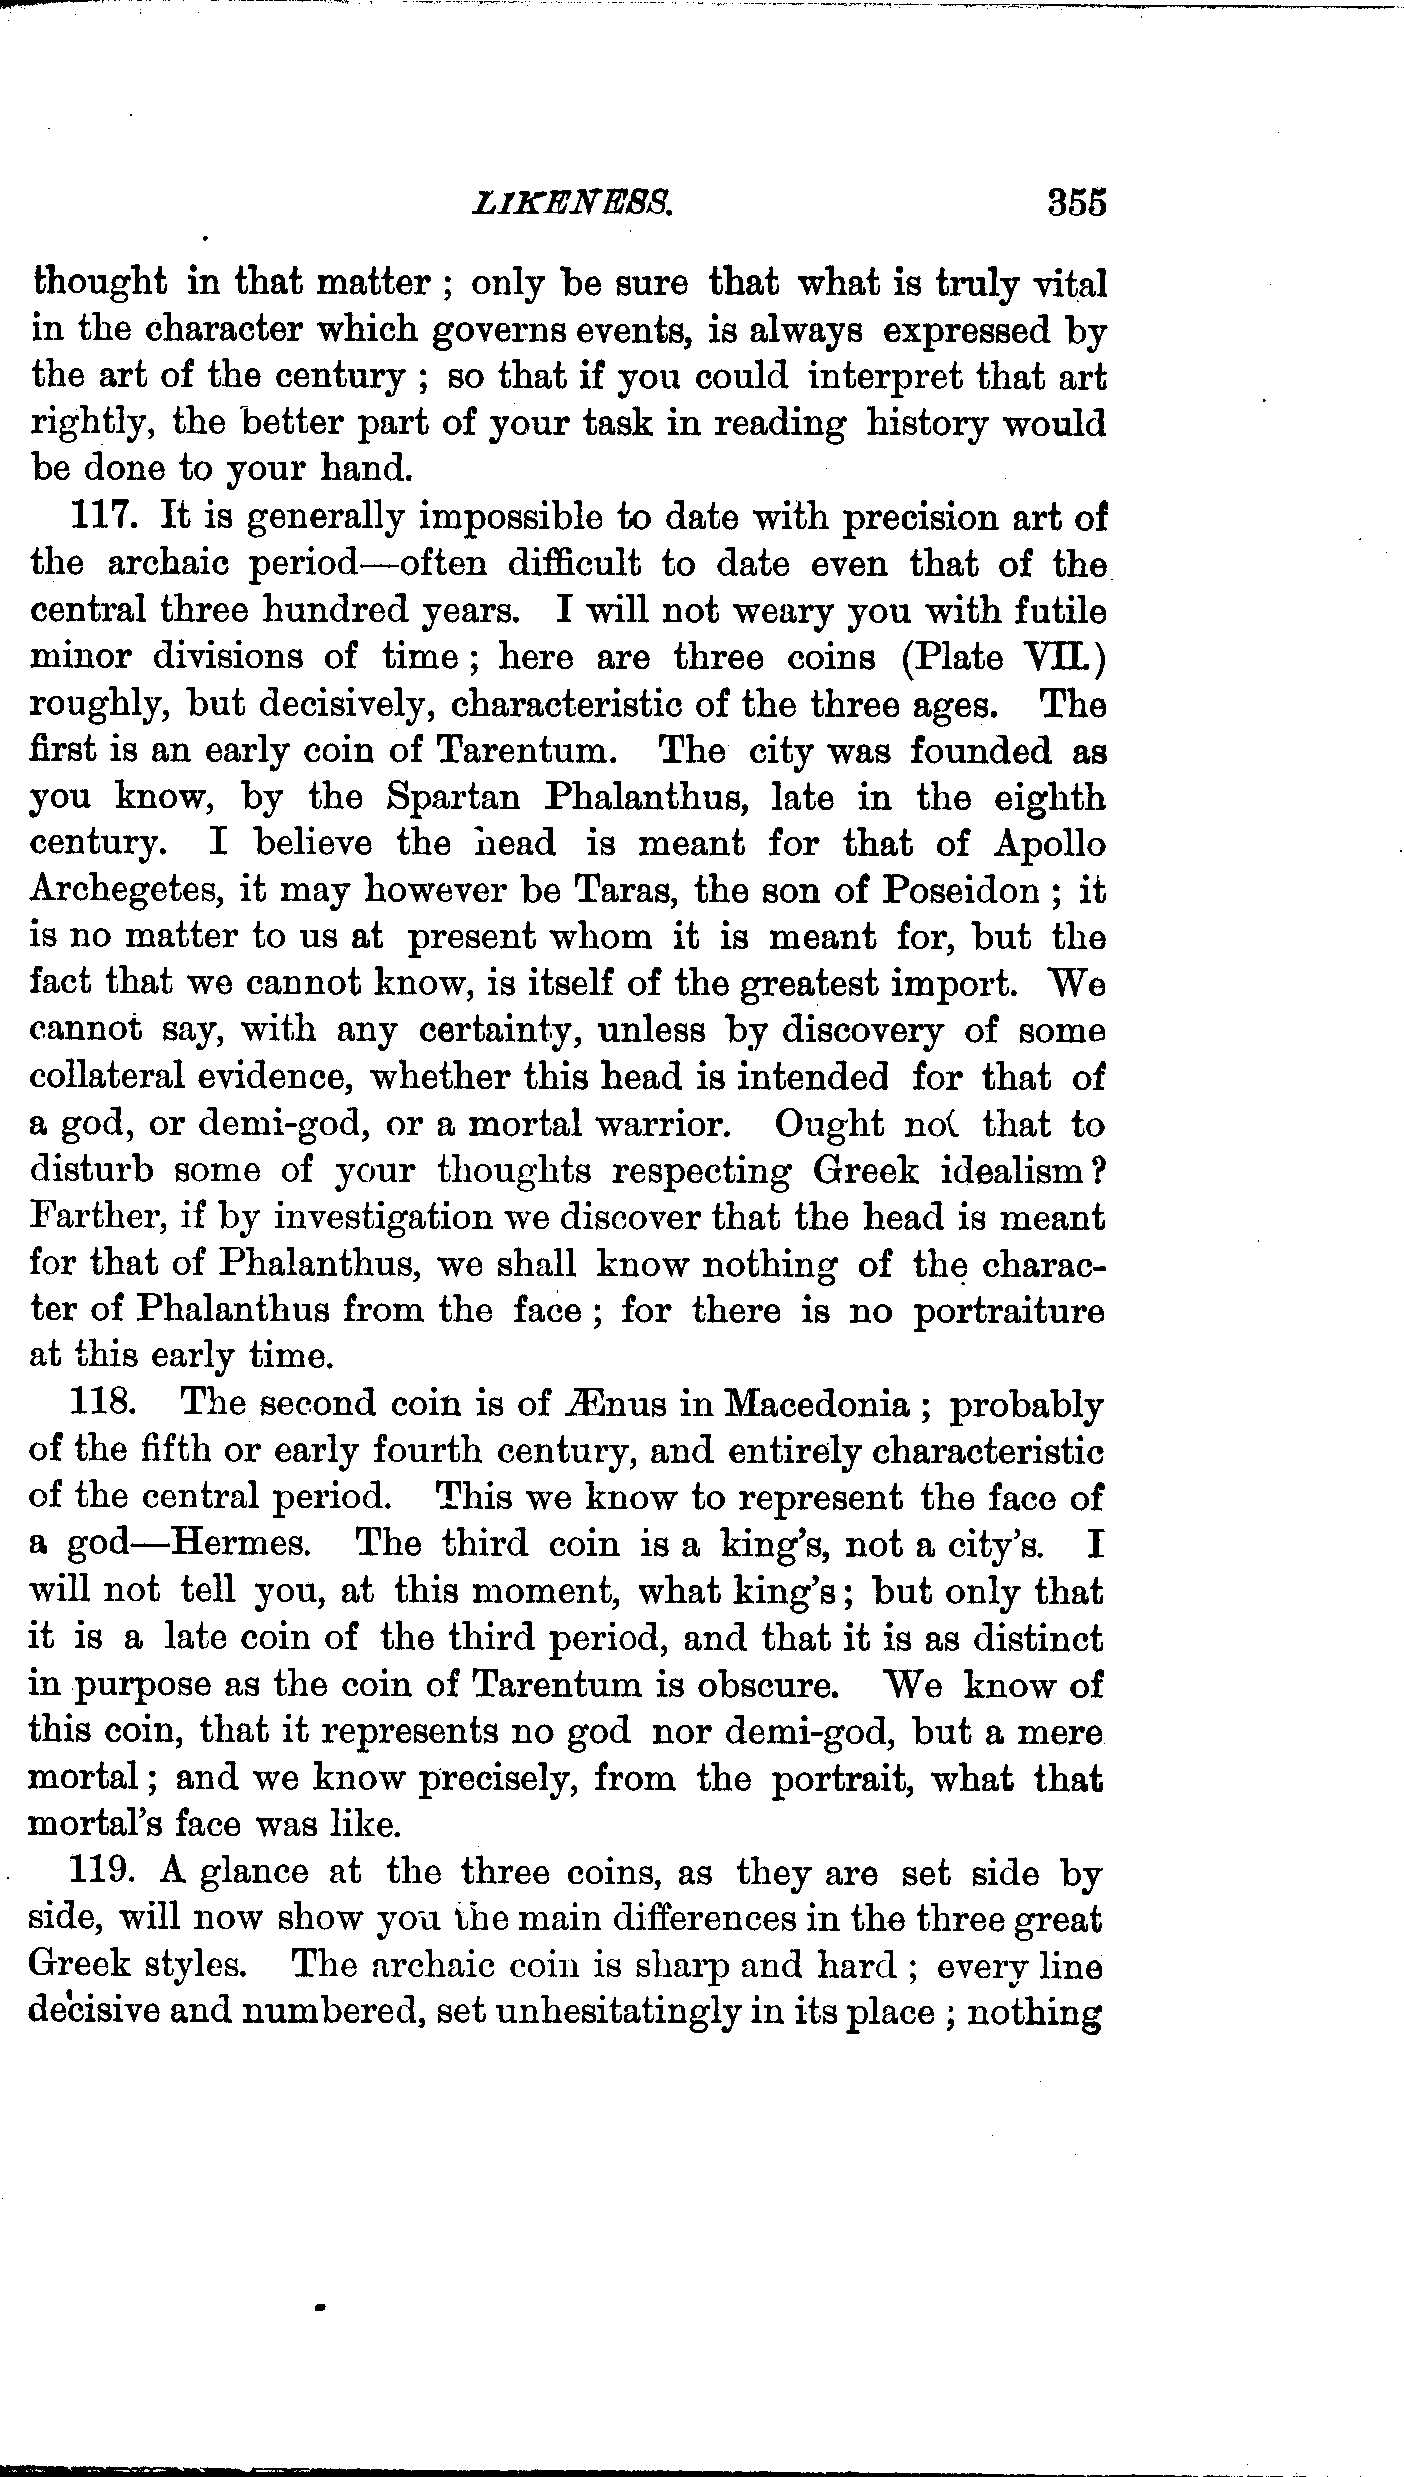 LIKENESS. 355
thought in that matter ; only be sure that what is truly vital
in the character which governs events, is always expressed by
the art of the century ; so that if you could interpret that art
rightly, the better part of your task in reading history would
be done to your hand.
117. It is generally impossible to date with precision art of
the archaic period—often difficult to date even that of the
central three hundred years. I will not weary you with futile
minor divisions of time ; here are three coins (Plate VII.)
roughly, but decisively, characteristic of the three ages. The
first is an early coin of Tarentum. The city was founded as
you know, by the Spartan Phalanthus, late in the eighth
century. I believe the head is meant for that of Apollo
Archegetes, it may however be Taras, the son of Poseidon ; it
is no matter to us at present whom it is meant for, but the
fact that we cannot know, is itself of the greatest import. We
cannot say, with any certainty, unless by discovery of some
collateral evidence, whether this head is intended for that of
a god, or demi-god, or a mortal warrior. Ought not that to
disturb some of your thoughts respecting Greek idealism?
Farther, if by investigation we discover that the head is meant
for that of Phalanthus, we shall know nothing of the charac-
ter of Phalanthus from the face ; for there is no portraiture
at this early time.
118. The second coin is of Ænus in Macedonia ; probably
of the fifth or early fourth century, and entirely characteristic
of the central period. This we know to represent the face of
a god—Hermes. The third coin is a king's, not a city's. I
will not tell you, at this moment, what king's ; but only that
it is a late coin of the third period, and that it is as distinct
in purpose as the coin of Tarentum is obscure. We know of
this coin, that it represents no god nor demi-god, but a mere
mortal ; and we know precisely, from the portrait, what that
mortal's face was like.
119. A glance at the three coins, as they are set side by
side, will now show you the main differences in the three great
Greek styles. The archaic coin is sharp and hard ; every line
decisive and numbered, set unhesitatingly in its place ; nothing